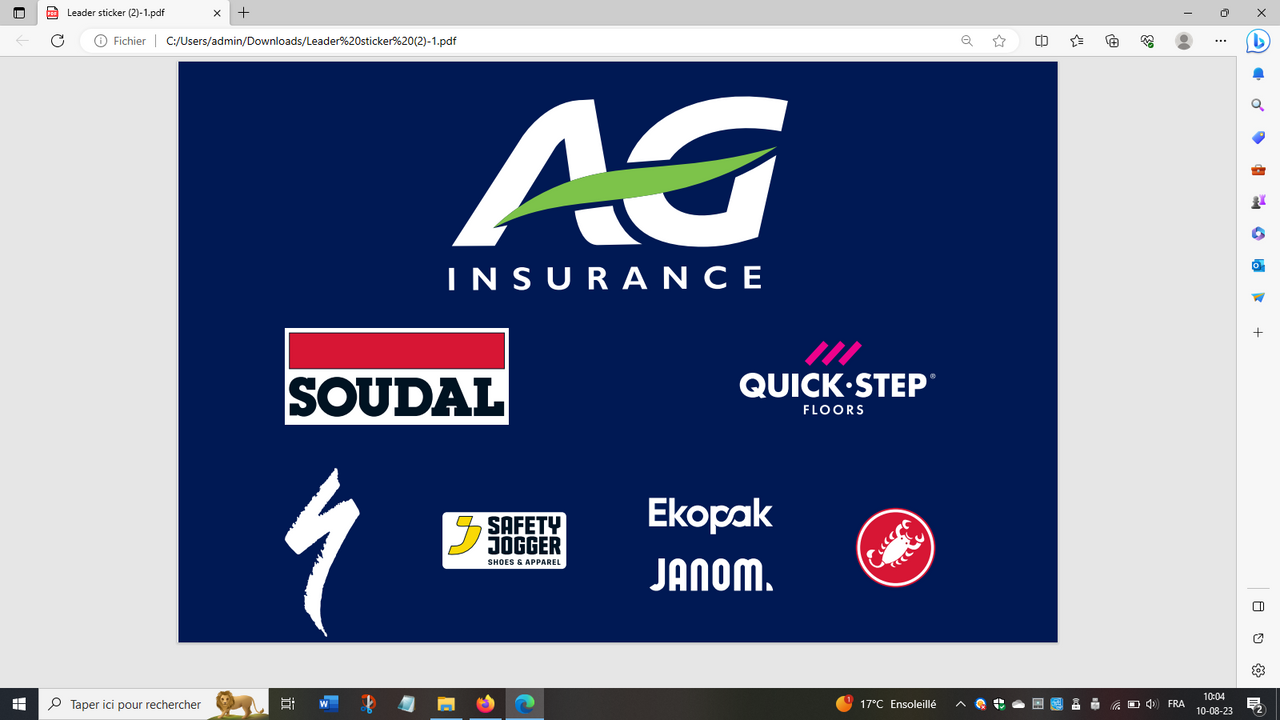 Leader sticker (2)-1.pdf
Fichier
C:/Users/admin/Downloads/Leader%20sticker%20(2)-1.pdf
AG
INSURANCE
SOUDAL
QUICK·STEP®
FLOORS
SAFETY
JOGGER
SHOES & APPAREL
Ekopak
JANOM.
Taper ici pour rechercher
17°C Ensoleillé
FRA
10:04
10-08-23
2